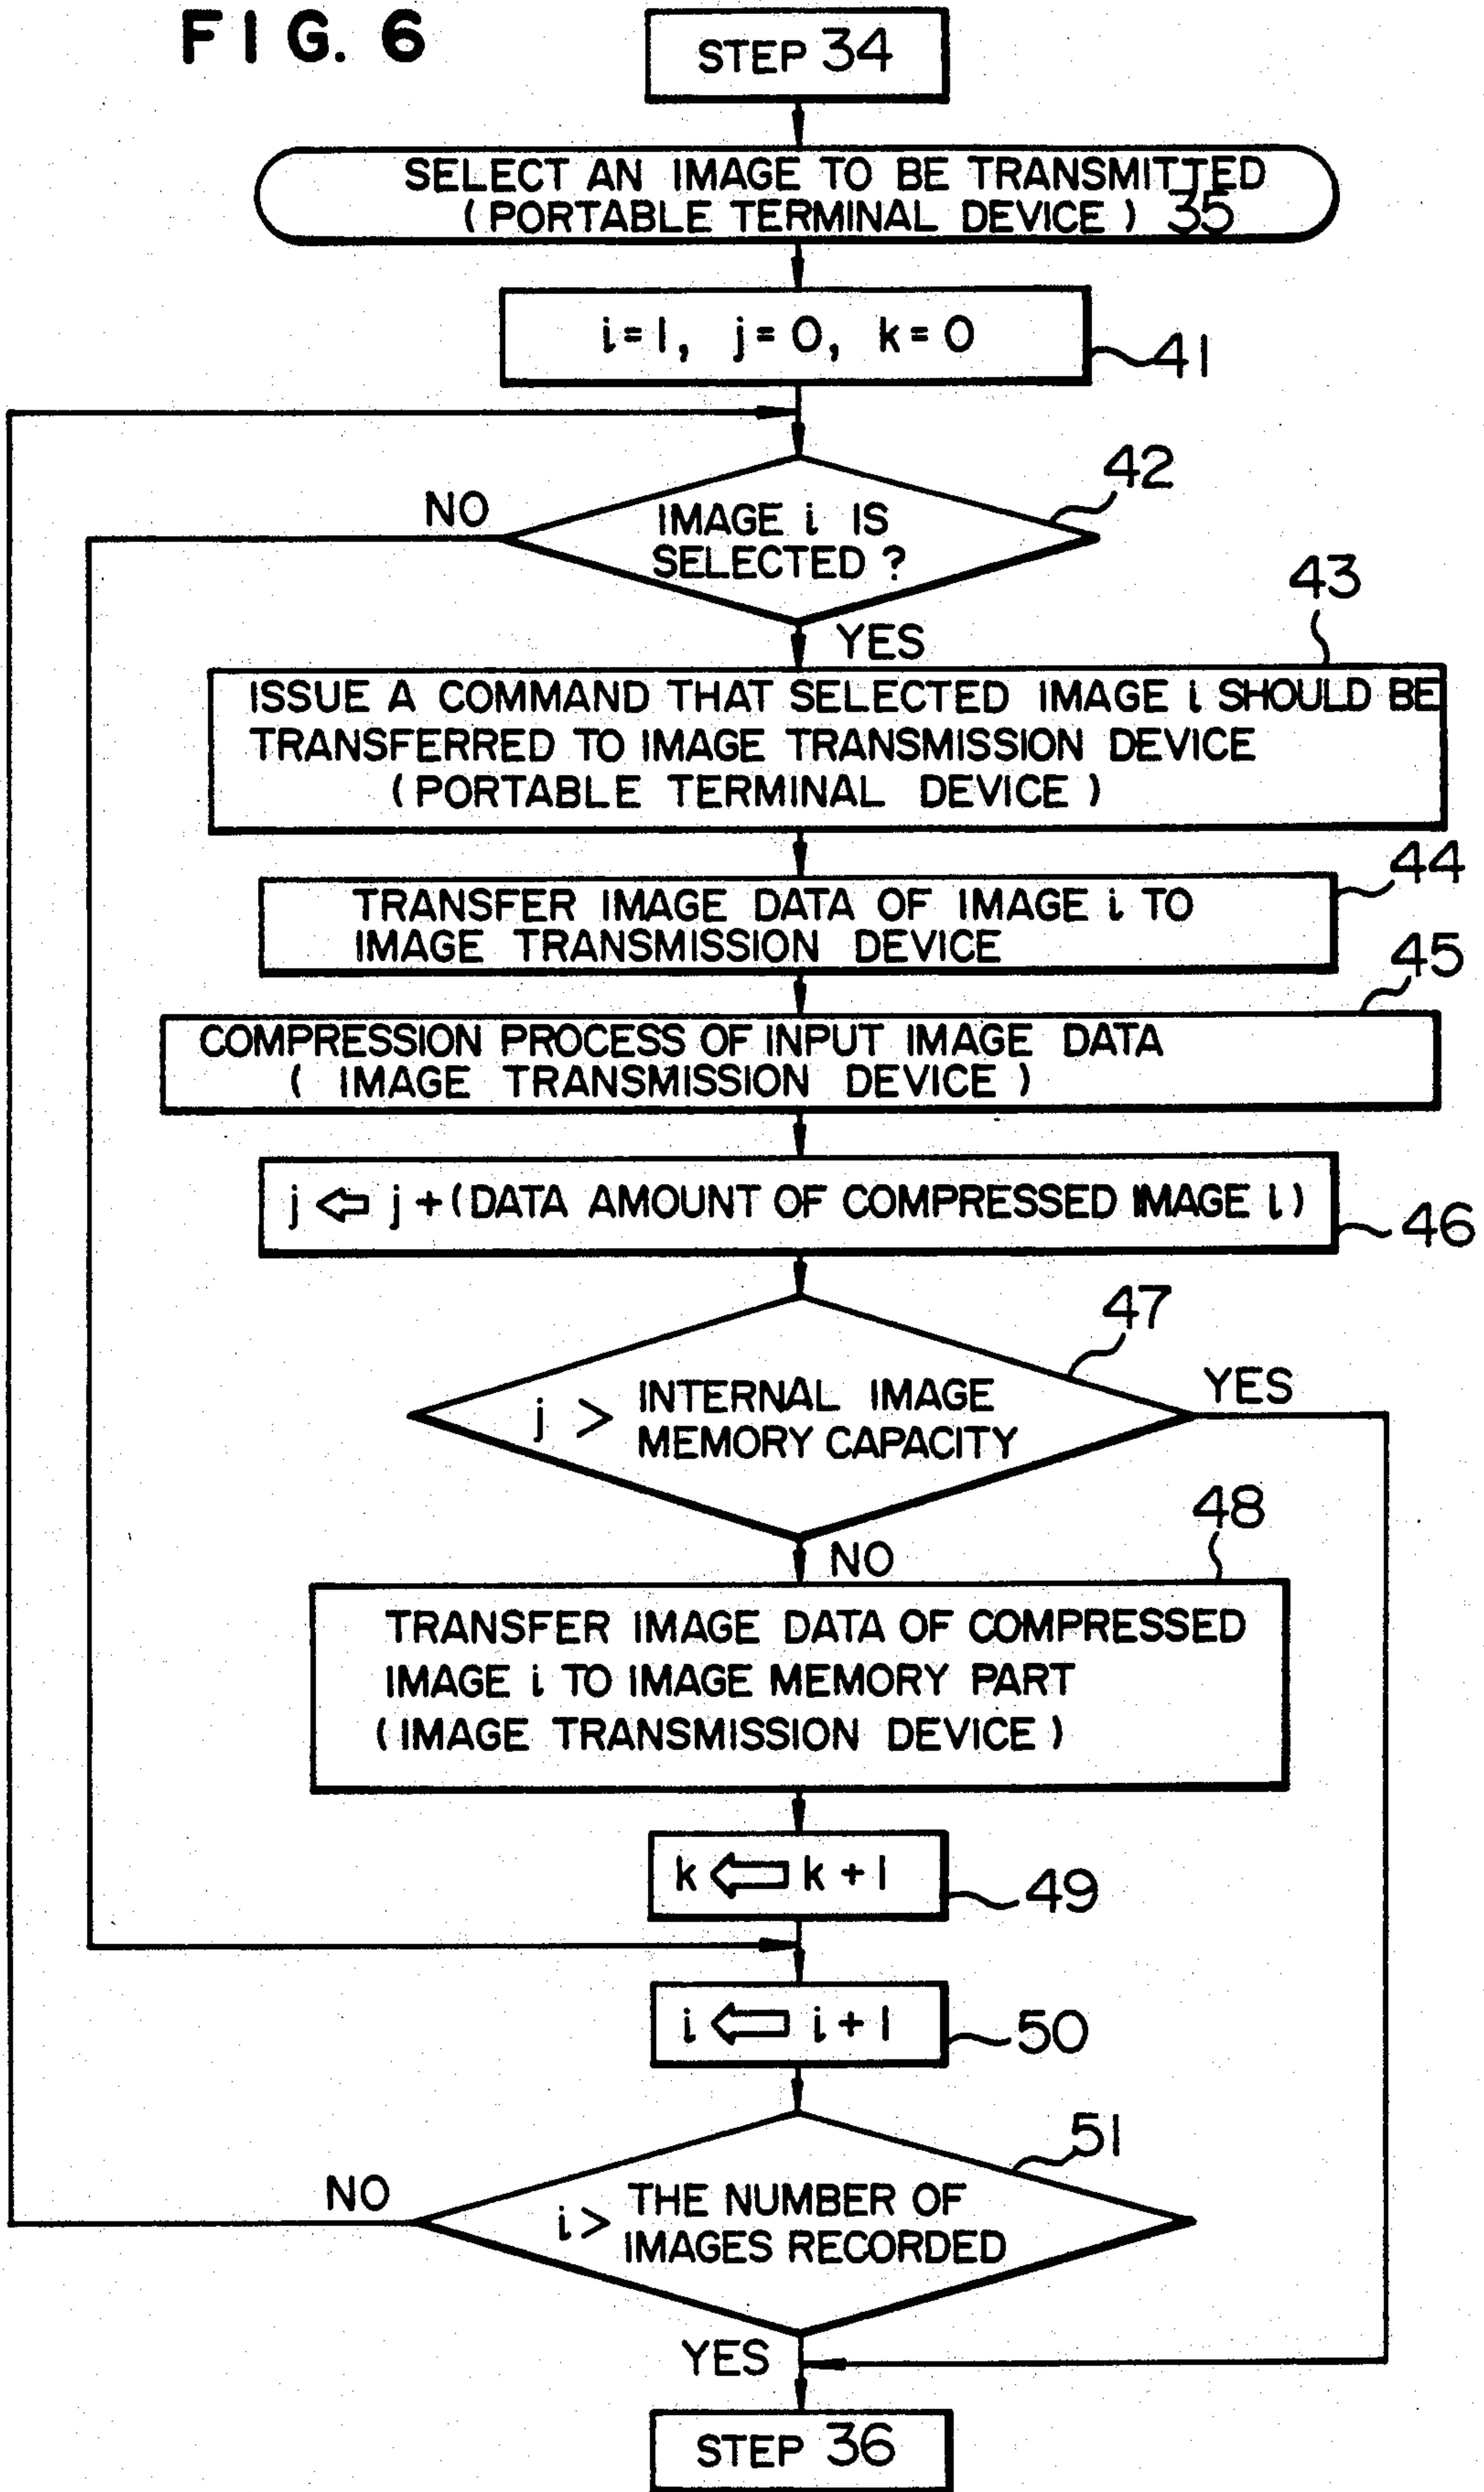 FIG. 6
STEP 34
SELECT AN IMAGE TO BE TRANSMITTED
(PORTABLE TERMINAL DEVICE) 35
i=1, j=0, k=0
41
42
NO
IMAGE i IS
SELECTED?
43
YES
ISSUE A COMMAND THAT SELECTED IMAGE i SHOULD BE
TRANSFERRED TO IMAGE TRANSMISSION DEVICE
(PORTABLE TERMINAL DEVICE)
44
TRANSFER IMAGE DATA OF IMAGE i TO
IMAGE TRANSMISSION DEVICE
45
COMPRESSION PROCESS OF INPUT IMAGE DATA
(IMAGE TRANSMISSION DEVICE)
j ⇦ j+(DATA AMOUNT OF COMPRESSED IMAGE i)
46
47
YES
j > INTERNAL IMAGE
MEMORY CAPACITY
48
NO
TRANSFER IMAGE DATA OF COMPRESSED
IMAGE i TO IMAGE MEMORY PART
(IMAGE TRANSMISSION DEVICE)
k ⇦ k+1
49
i ⇦ i+1
50
51
NO
i > THE NUMBER OF
IMAGES RECORDED
YES
STEP 36